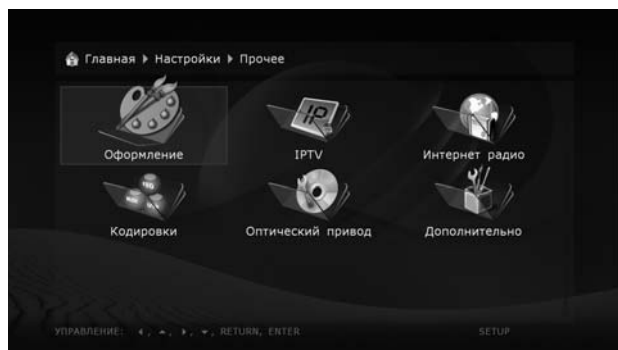 Главная ▶ Настройки ▶ Прочее
Оформление IPTV Интернет радио
Кодировки Оптический привод Дополнительно
УПРАВЛЕНИЕ: ◄, ▲, ►, ▼, RETURN, ENTER SETUP